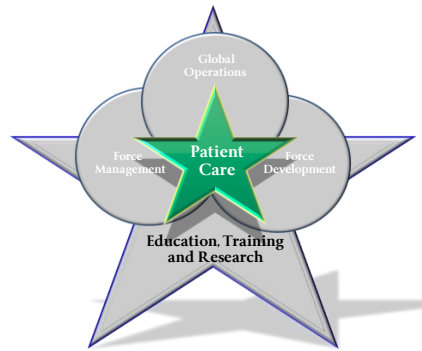 Global
Operations
Force
Management
Patient
Care
Force
Development
Education, Training
and Research